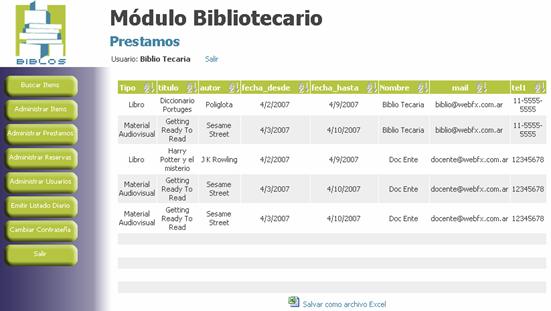 BIBLOS
Módulo Bibliotecario
Prestamos
Usuario: Biblio Tecaria Salir
Buscar Items
Administrar Items
Administrar Prestamos
Administrar Reservas
Administrar Usuarios
Emitir Listado Diario
Cambiar Contraseña
Salir
Tipo titulo autor fecha_desde fecha_hasta Nombre mail tel1
Libro Diccionario Portuges Poliglota 4/2/2007 4/9/2007 Biblio Tecaria biblio@webfx.com.ar 11-5555-5555
Material Audiovisual Getting Ready To Read Sesame Street 4/3/2007 4/10/2007 Biblio Tecaria biblio@webfx.com.ar 11-5555-5555
Libro Harry Potter y el misterio J K Rowling 4/2/2007 4/9/2007 Doc Ente docente@webfx.com.ar 12345678
Material Audiovisual Getting Ready To Read Sesame Street 4/3/2007 4/10/2007 Doc Ente docente@webfx.com.ar 12345678
Material Audiovisual Getting Ready To Read Sesame Street 4/3/2007 4/10/2007 Doc Ente docente@webfx.com.ar 12345678
Salvar como archivo Excel